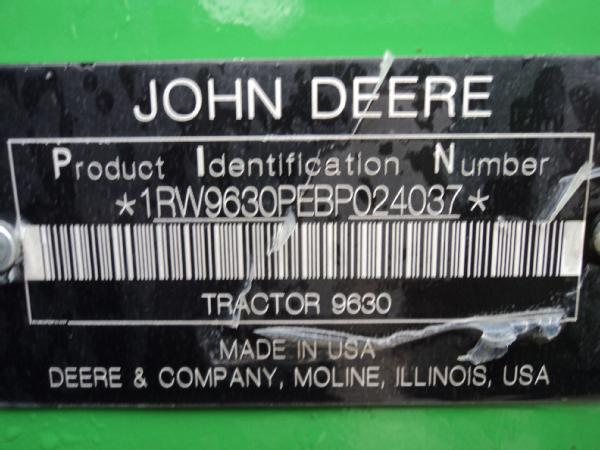 JOHN DEERE
Product Identification Number
*1RW9630PEBP024037*
TRACTOR 9630
MADE IN USA
DEERE & COMPANY, MOLINE, ILLINOIS, USA